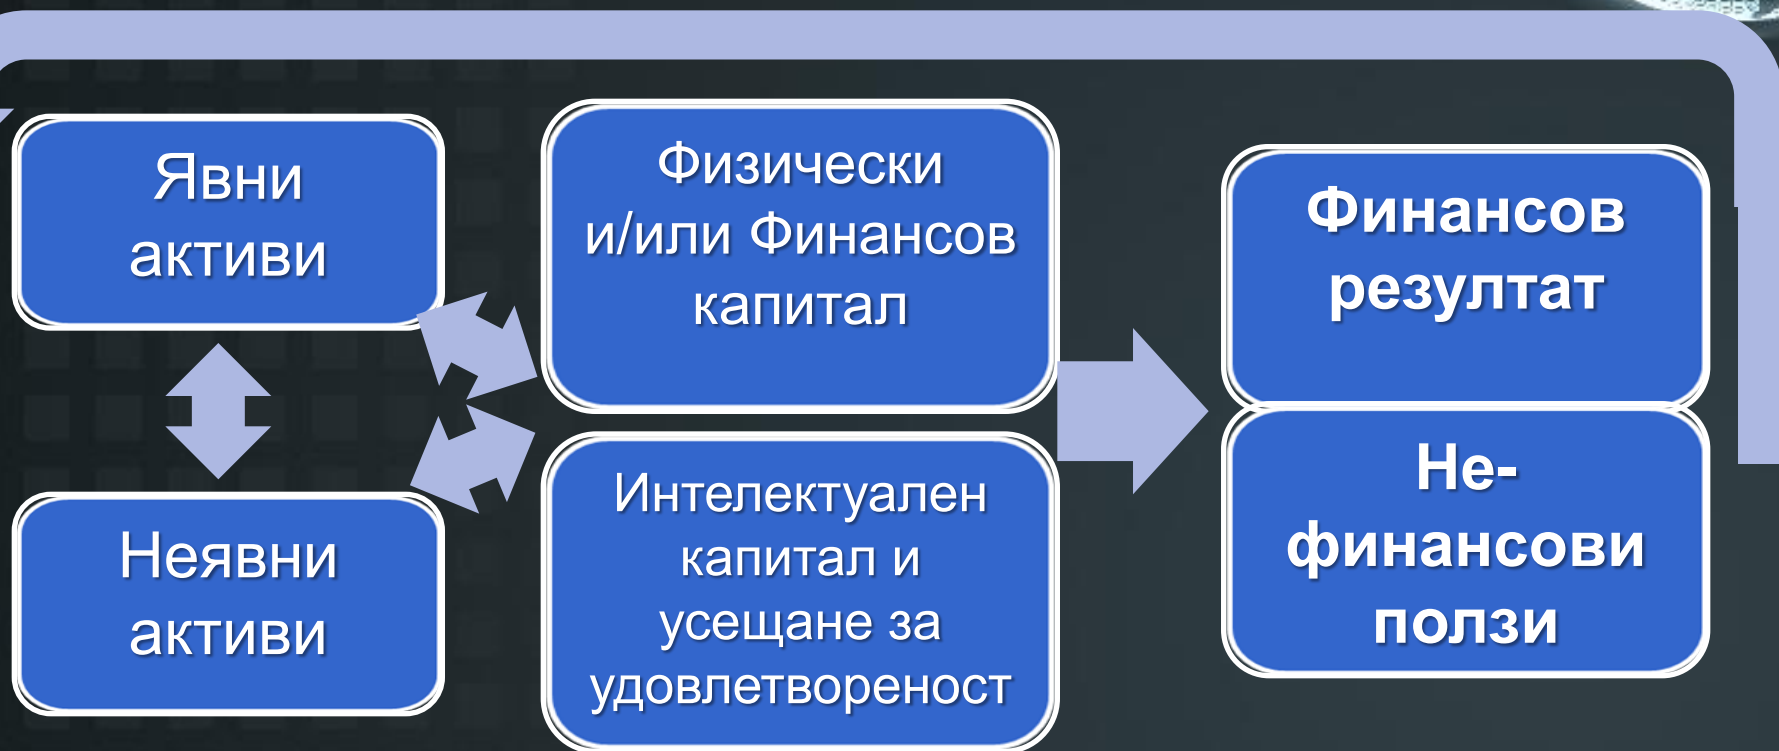 Явни
активи
Физически
и/или Финансов
капитал
Финансов
резултат
Неявни
активи
Интелектуален
капитал и
усещане за
удовлетвореност
Не-
финансови
ползи